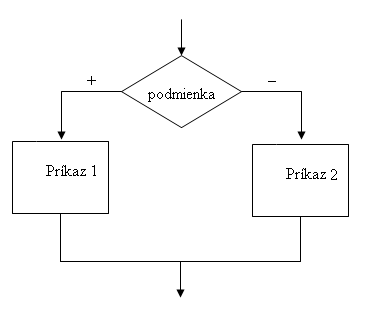 +
–
podmienka
Príkaz 1
Príkaz 2